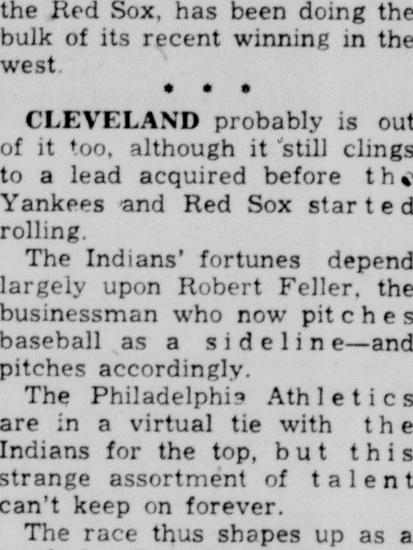 the Red Sox, has been doing the
bulk of its recent winning in the
west.
* * *
CLEVELAND probably is out
of it too, although it still clings
to a lead acquired before the
Yankees and Red Sox started
rolling.
The Indians' fortunes depend
largely upon Robert Feller, the
businessman who now pitches
baseball as a sideline—and
pitches accordingly.
The Philadelphia Athletics
are in a virtual tie with the
Indians for the top, but this
strange assortment of talent
can't keep on forever.
The race thus shapes up as a